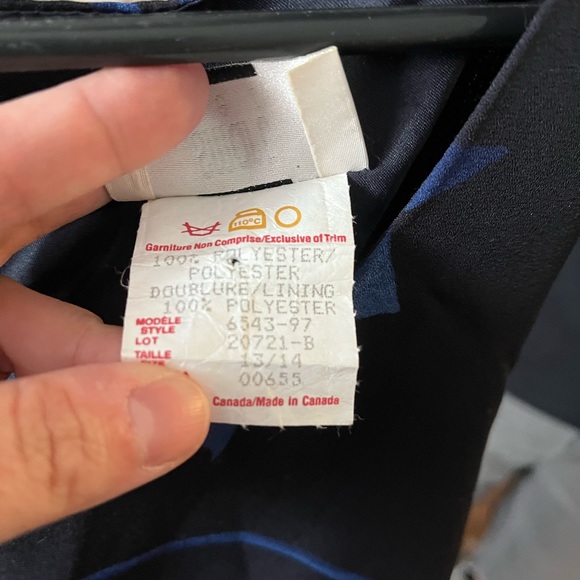 110°C
Garniture Non Comprise/Exclusive of Trim
100% POLYESTER/
POLYESTER
DOUBLURE/LINING
100% POLYESTER
MODÈLE
STYLE 6543-97
LOT 20721-B
TAILLE 13/14
00655
Canada/Made in Canada